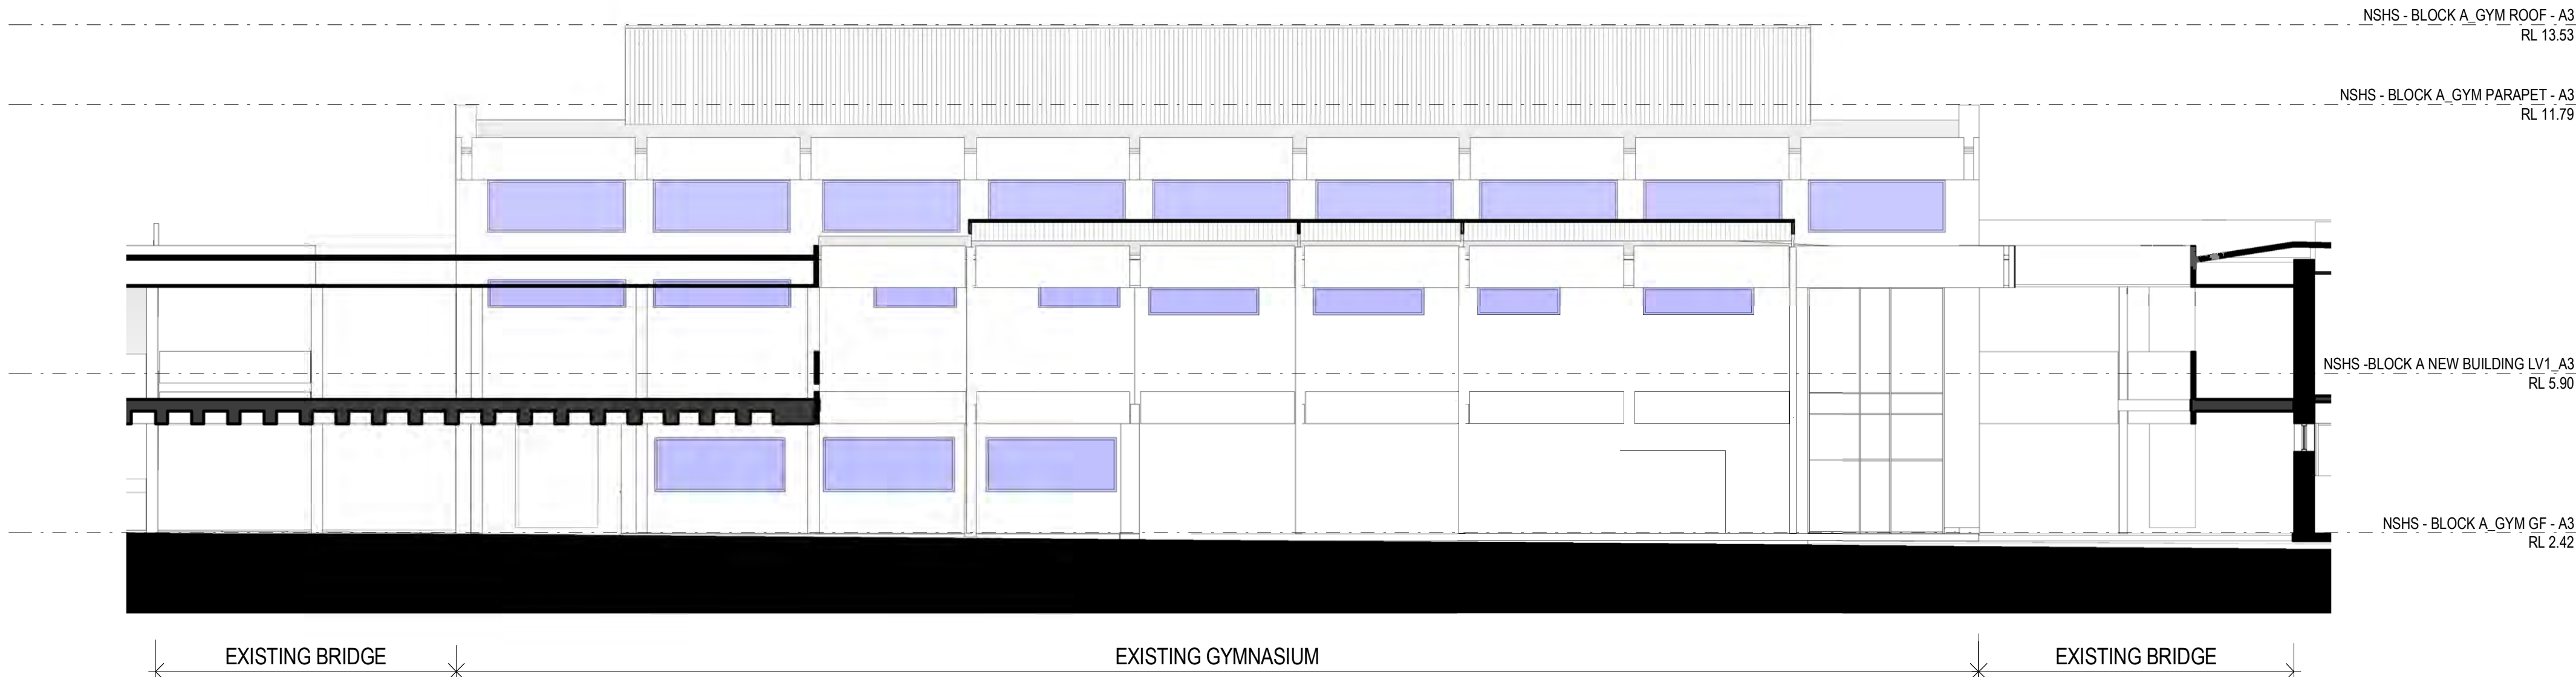 NSHS - BLOCK A_GYM ROOF - A3
RL 13.53
NSHS - BLOCK A_GYM PARAPET - A3
RL 11.79
NSHS -BLOCK A NEW BUILDING LV1_A3
RL 5.90
NSHS - BLOCK A_GYM GF - A3
RL 2.42
EXISTING BRIDGE
EXISTING GYMNASIUM
EXISTING BRIDGE